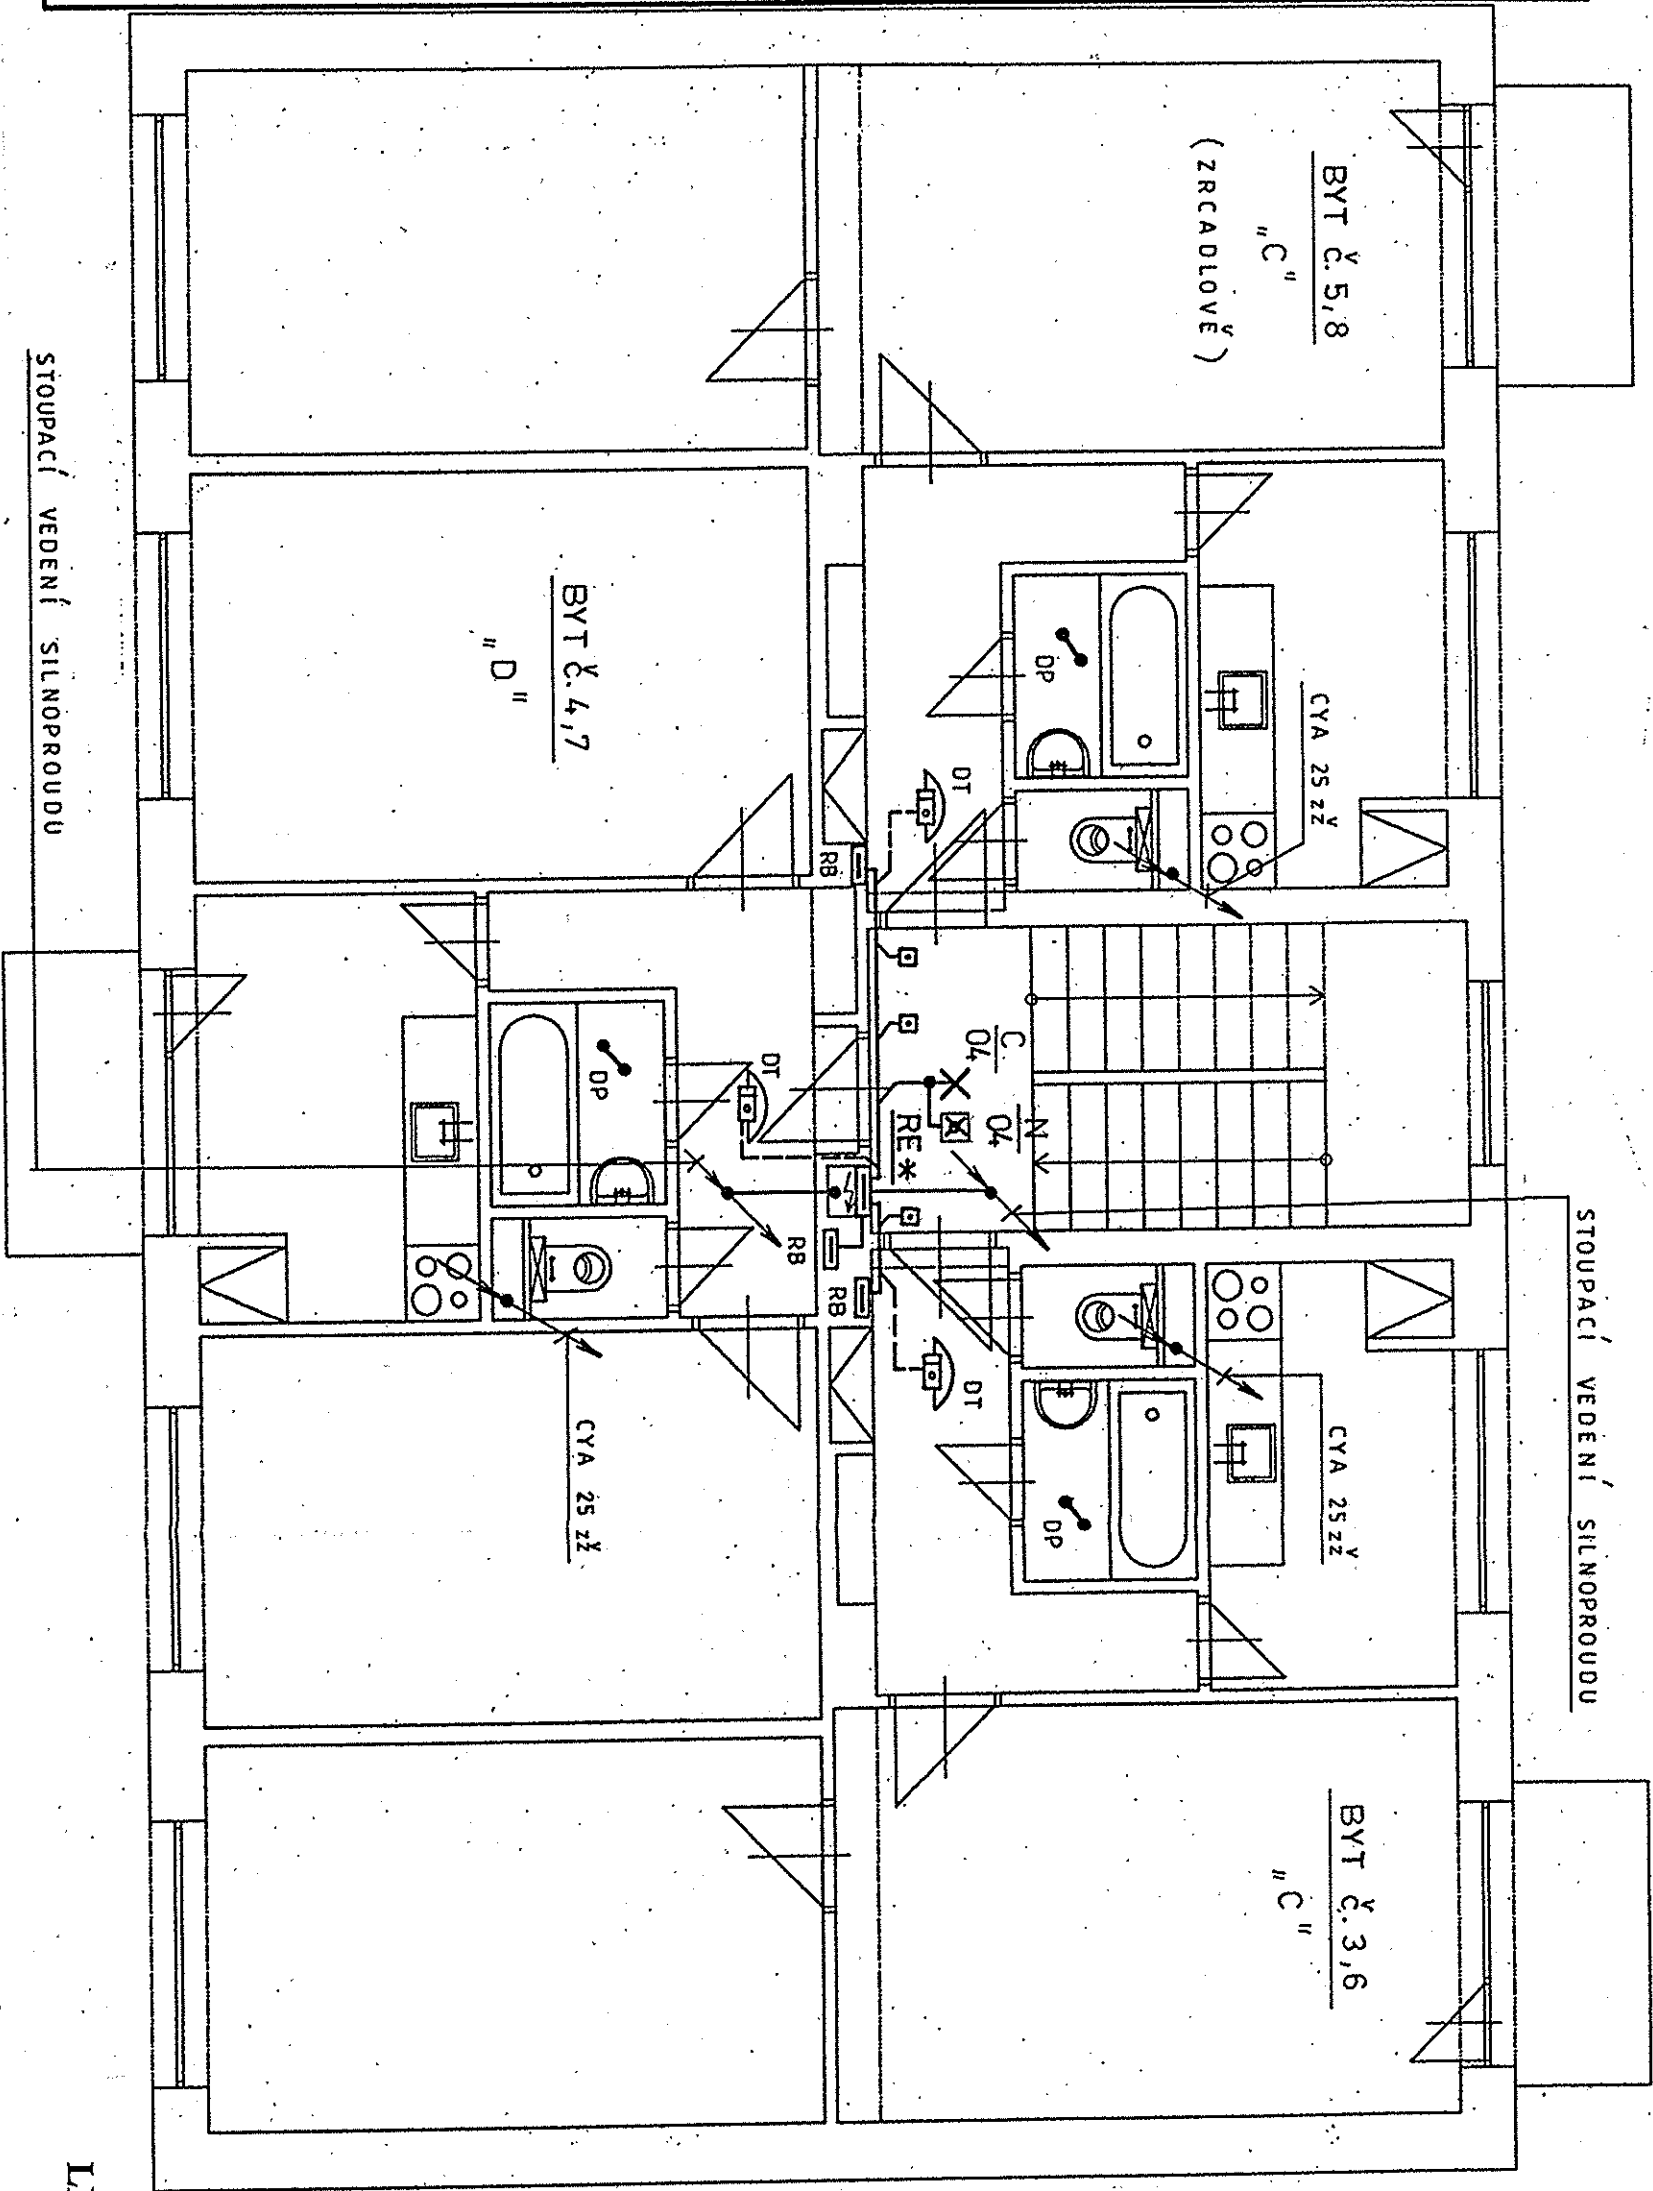 BYT č. 5,8
„C"
(ZRCADLOVĚ)
CYA 25 zž
DP
DT
RB
BYT č. 4,7
„D"
STOUPACÍ VEDENÍ SILNOPROUDU
C
04
N
04
RE*
DT
DP
RB
RB
STOUPACÍ VEDENÍ SILNOPROUDU
CYA 25 zž
DT
DP
CYA 25 zž
BYT č. 3,6
„C"